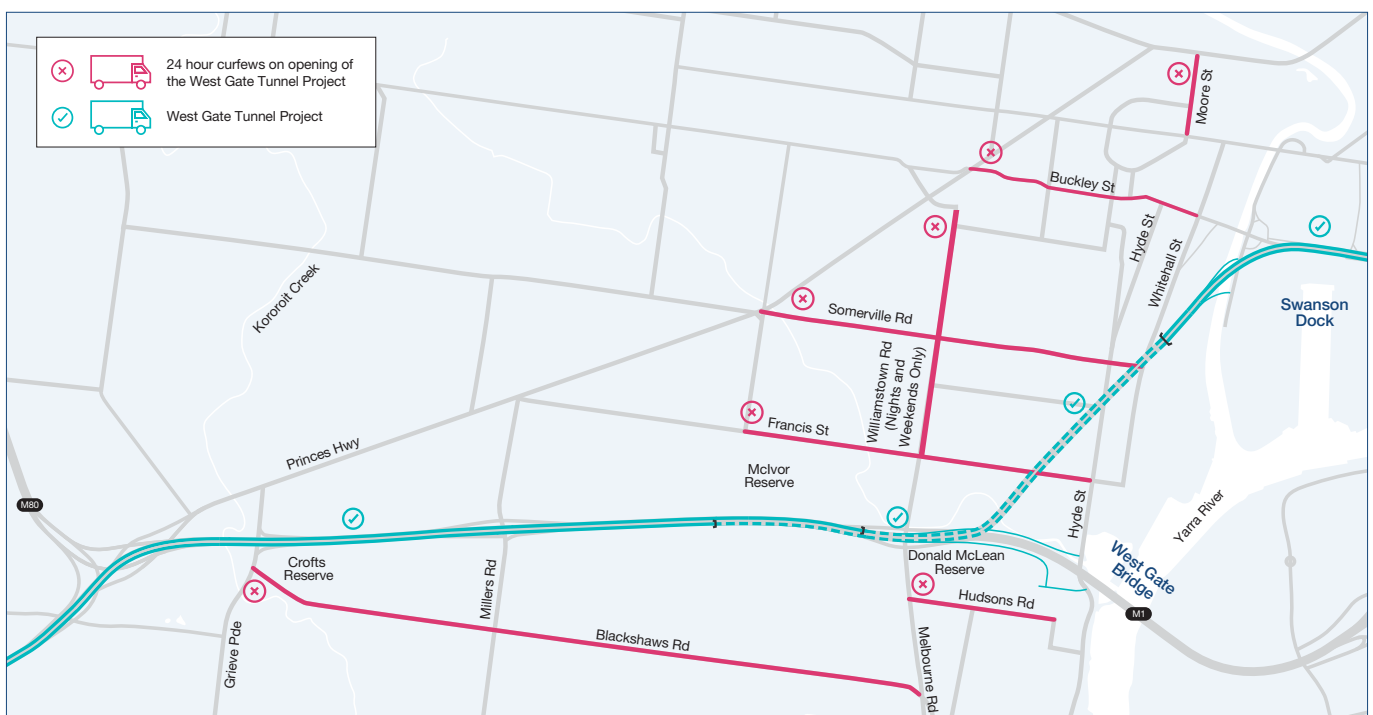 24 hour curfews on opening of
the West Gate Tunnel Project
West Gate Tunnel Project
Moore St
Buckley St
Hyde St
Whitehall St
Kororoit Creek
Swanson
Dock
Somerville Rd
Williamstown Rd
(Nights and
Weekends Only)
Francis St
Princes Hwy
McIvor
Reserve
M80
Hyde St
Yarra River
West Gate
Bridge
Donald McLean
Reserve
Crofts
Reserve
Millers Rd
Hudsons Rd
M1
Blackshaws Rd
Grieve Pde
Melbourne Rd